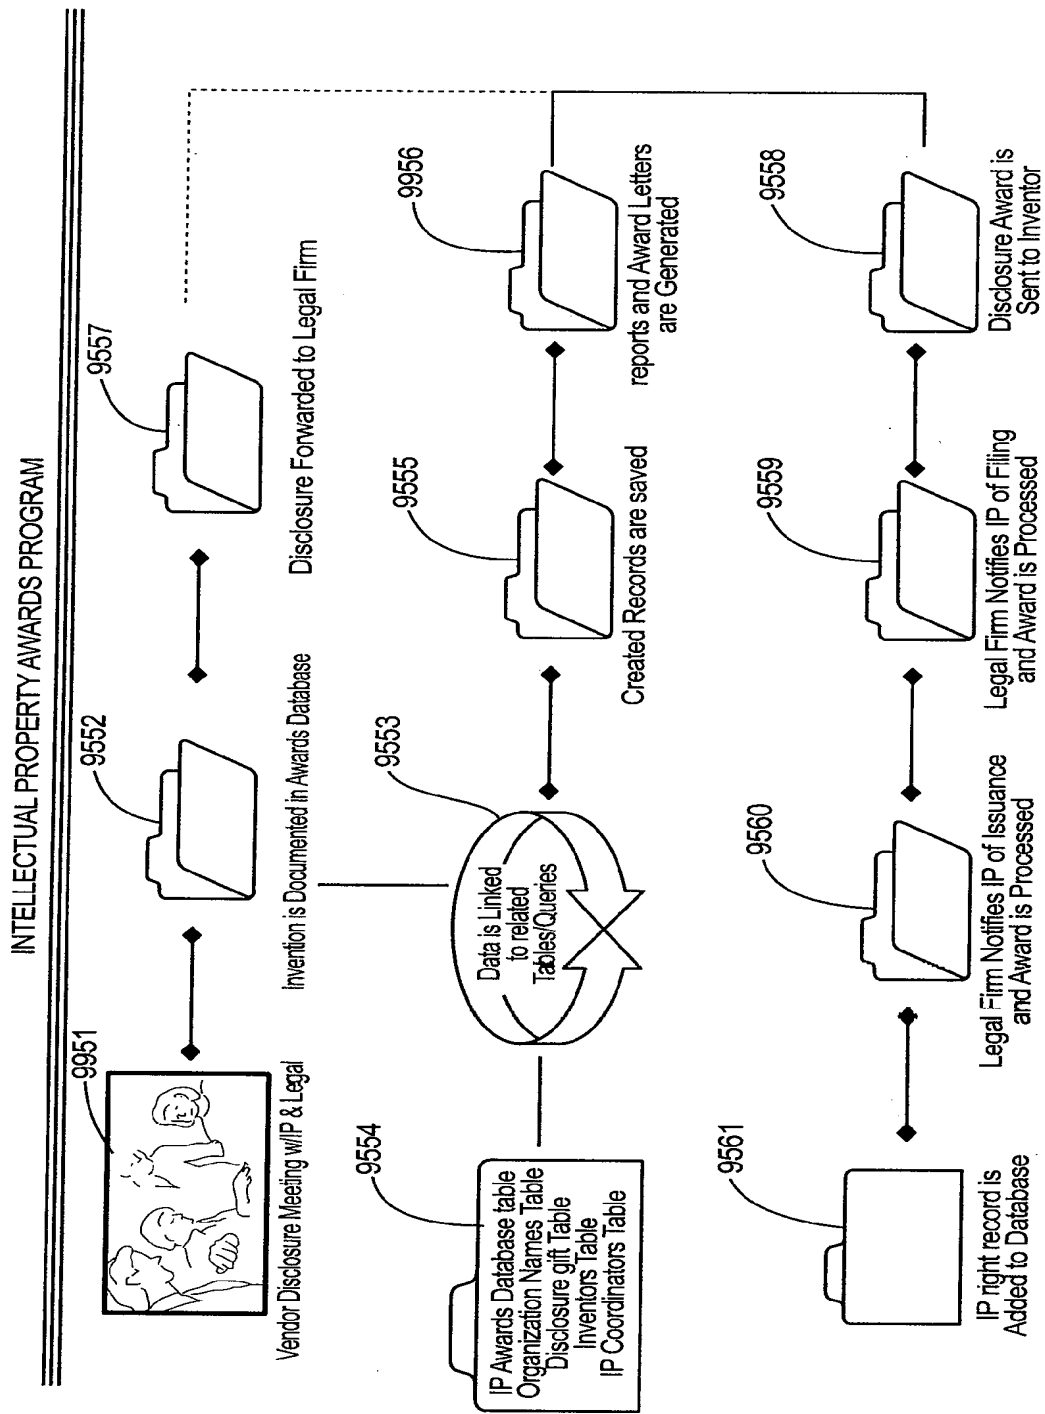 INTELLECTUAL PROPERTY AWARDS PROGRAM
9951
Vendor Disclosure Meeting w/IP & Legal
9552
Invention is Documented in Awards Database
9557
Disclosure Forwarded to Legal Firm
9554
IP Awards Database table
Organization Names Table
Disclosure gift Table
Inventors Table
IP Coordinators Table
9553
Data is Linked
to related
Tables/Queries
9555
Created Records are saved
9956
reports and Award Letters
are Generated
9561
IP right record is
Added to Database
9560
Legal Firm Notifies IP of Issuance
and Award is Processed
9559
Legal Firm Notifies IP of Filing
and Award is Processed
9558
Disclosure Award is
Sent to Inventor